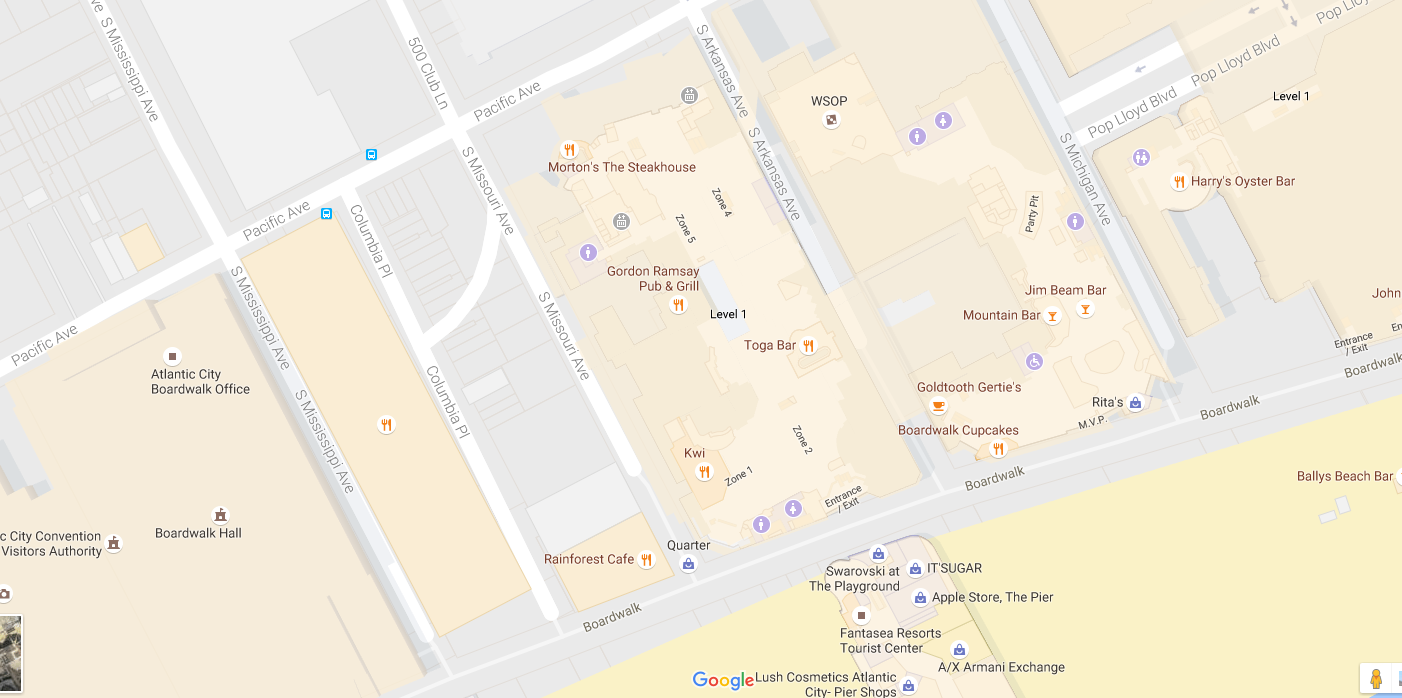 S Mississippi Ave
500 Club Ln
Pacific Ave
S Arkansas Ave
Pop Lloyd Blvd
Pop Lloyd Blvd
Level 1
WSOP
S Arkansas Ave
S Michigan Ave
Morton's The Steakhouse
S Missouri Ave
Harry's Oyster Bar
Pacific Ave
Columbia Pl
Zone 4
Zone 5
Party Pit
Gordon Ramsay
Pub & Grill
Level 1
Jim Beam Bar
Mountain Bar
John
S Mississippi Ave
S Missouri Ave
Toga Bar
Entrance
/ Exit
Pacific Ave
Atlantic City
Boardwalk Office
Boardwalk
Columbia Pl
Goldtooth Gertie's
Rita's
Boardwalk
M.V.P.
Boardwalk Cupcakes
S Mississippi Ave
Zone 2
Kwi
Zone 1
Boardwalk
Ballys Beach Bar
Entrance
/ Exit
Boardwalk Hall
c City Convention
Visitors Authority
Quarter
Rainforest Cafe
Swarovski at
The Playground
IT'SUGAR
Apple Store, The Pier
Boardwalk
Fantasea Resorts
Tourist Center
A/X Armani Exchange
Google
Lush Cosmetics Atlantic
City- Pier Shops